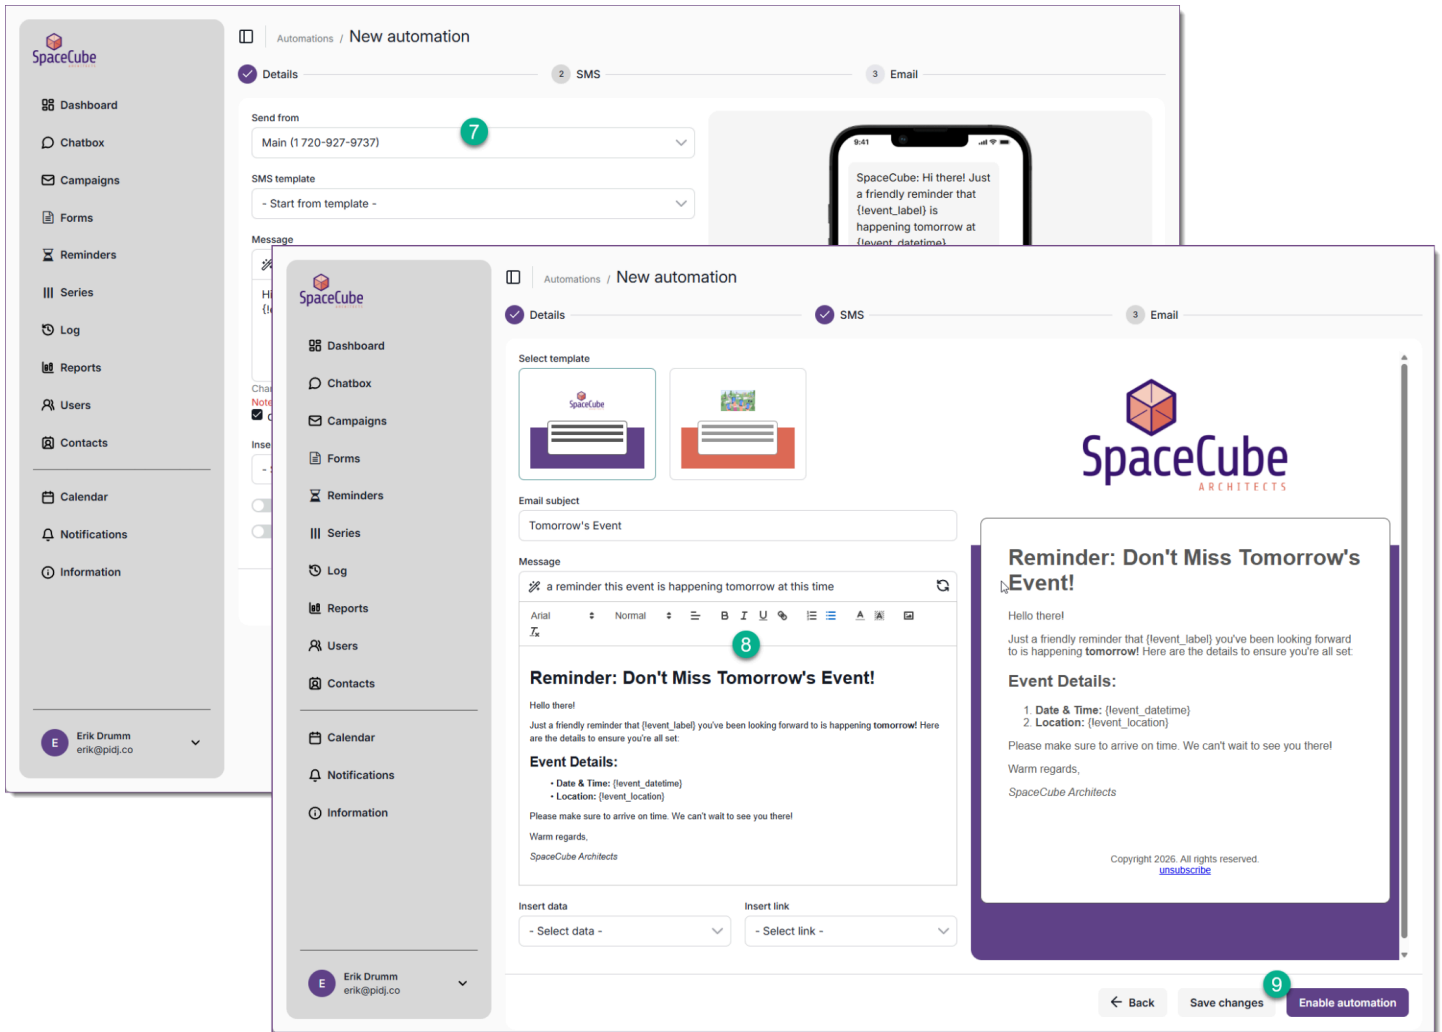 SpaceCube
ARCHITECTS
Dashboard
Chatbox
Campaigns
Forms
Reminders
Series
Log
Reports
Users
Contacts
Calendar
Notifications
Information
E
Erik Drumm
erik@pidj.co
Automations / New automation
Details
2 SMS
3 Email
Send from
7
Main (1 720-927-9737)
SMS template
- Start from template -
Message
9:41
SpaceCube: Hi there! Just
a friendly reminder that
{!event_label} is
happening tomorrow at
{!event_datetime}
SpaceCube
ARCHITECTS
Dashboard
Chatbox
Campaigns
Forms
Reminders
Series
Log
Reports
Users
Contacts
Calendar
Notifications
Information
E
Erik Drumm
erik@pidj.co
Automations / New automation
Details
SMS
3 Email
Select template
SpaceCube
Email subject
Tomorrow's Event
Message
a reminder this event is happening tomorrow at this time
Arial Normal B I U A A
Tx
8
Reminder: Don't Miss Tomorrow's Event!
Hello there!
Just a friendly reminder that {!event_label} you've been looking forward to is happening tomorrow! Here
are the details to ensure you're all set:
Event Details:
• Date & Time: {!event_datetime}
• Location: {!event_location}
Please make sure to arrive on time. We can't wait to see you there!
Warm regards,
SpaceCube Architects
Insert data
- Select data -
Insert link
- Select link -
SpaceCube
ARCHITECTS
Reminder: Don't Miss Tomorrow's
Event!
Hello there!
Just a friendly reminder that {!event_label} you've been looking forward
to is happening tomorrow! Here are the details to ensure you're all set:
Event Details:
1. Date & Time: {!event_datetime}
2. Location: {!event_location}
Please make sure to arrive on time. We can't wait to see you there!
Warm regards,
SpaceCube Architects
Copyright 2026. All rights reserved.
unsubscribe
Back
Save changes
9
Enable automation